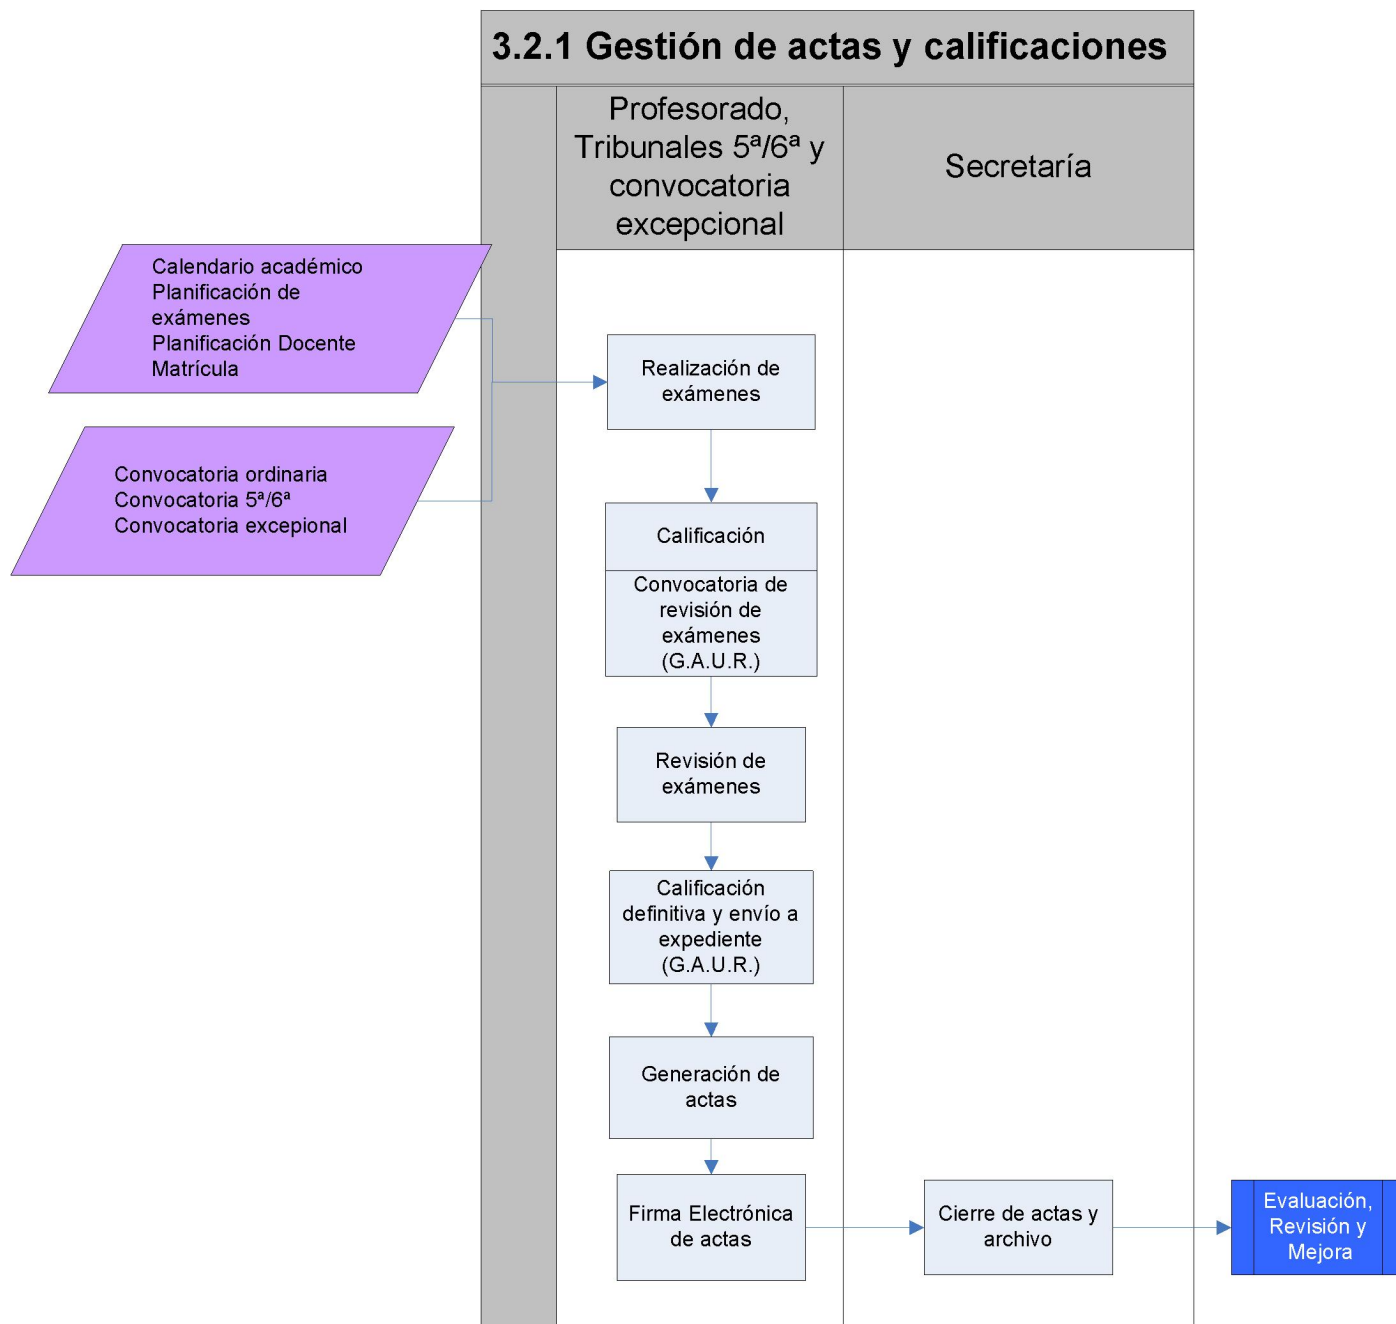 3.2.1 Gestión de actas y calificaciones
Profesorado,
Tribunales 5ª/6ª y
convocatoria
excepcional
Secretaría
Calendario académico
Planificación de
exámenes
Planificación Docente
Matrícula
Convocatoria ordinaria
Convocatoria 5ª/6ª
Convocatoria excepional
Realización de
exámenes
Calificación
Convocatoria de
revisión de
exámenes
(G.A.U.R.)
Revisión de
exámenes
Calificación
definitiva y envío a
expediente
(G.A.U.R.)
Generación de
actas
Firma Electrónica
de actas
Cierre de actas y
archivo
Evaluación,
Revisión y
Mejora